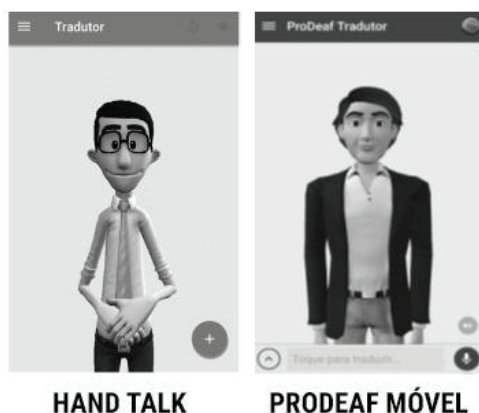 Tradutor
ProDeaf Tradutor
Toque para traduzir...
HAND TALK
PRODEAF MÓVEL